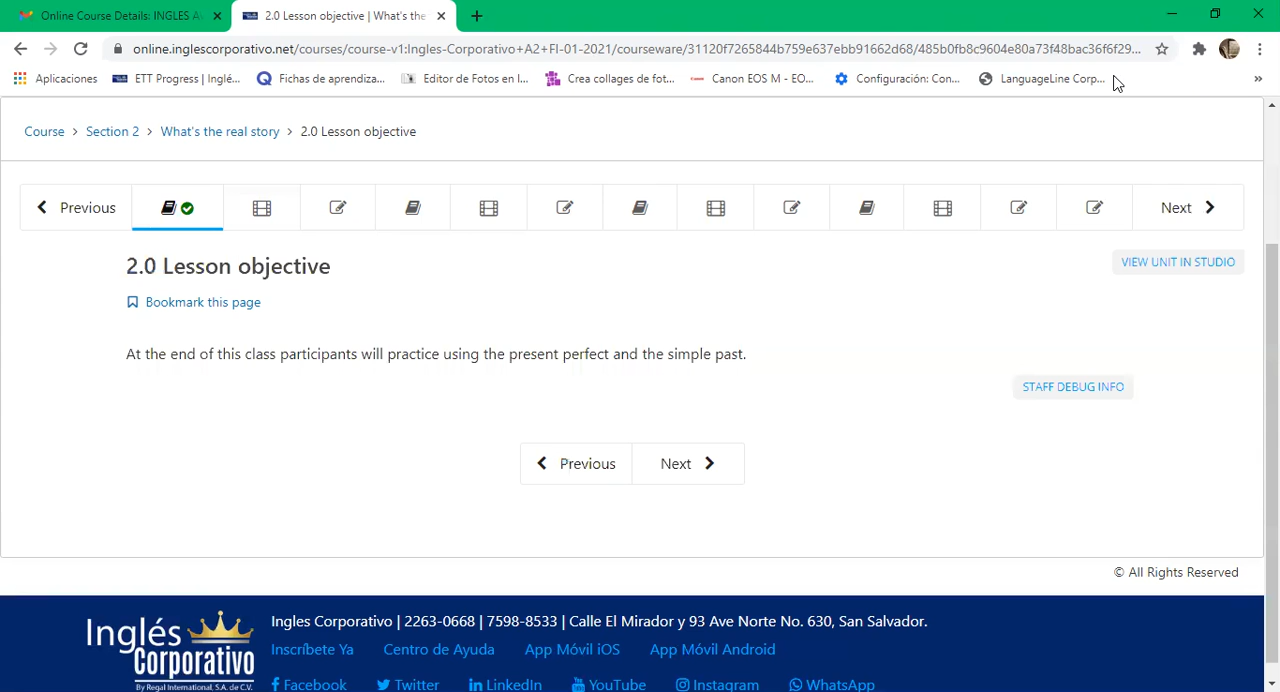 Online Course Details: INGLES A
2.0 Lesson objective | What's the
online.inglescorporativo.net/courses/course-v1:Ingles-Corporativo+A2+FI-01-2021/courseware/31120f7265844b759e637ebb91662d68/485b0fb8c9604e80a73f48bac36f6f29...
Aplicaciones
ETT Progress | Inglé...
Fichas de aprendiza...
Editor de Fotos en l...
Crea collages de fot...
Canon EOS M - EO...
Configuración: Con...
LanguageLine Corp...
»
Course > Section 2 > What's the real story > 2.0 Lesson objective
Previous
Next
2.0 Lesson objective
VIEW UNIT IN STUDIO
Bookmark this page
At the end of this class participants will practice using the present perfect and the simple past.
STAFF DEBUG INFO
Previous
Next
© All Rights Reserved
Inglés Corporativo
By Regal International, S.A. de C.V.
Ingles Corporativo | 2263-0668 | 7598-8533 | Calle El Mirador y 93 Ave Norte No. 630, San Salvador.
Inscríbete Ya
Centro de Ayuda
App Móvil iOS
App Móvil Android
Facebook
Twitter
LinkedIn
YouTube
Instagram
WhatsApp